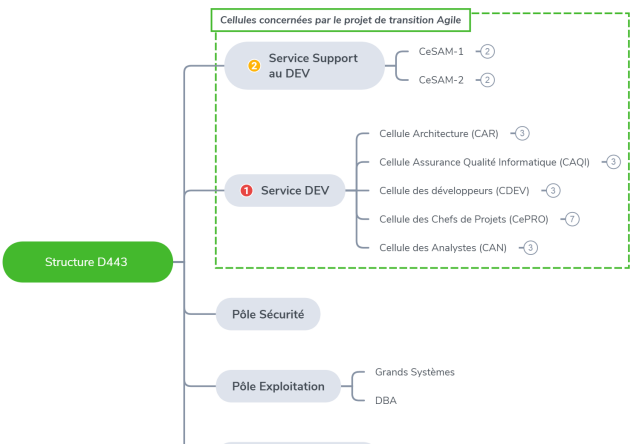 Cellules concernées par le projet de transition Agile
2 Service Support
au DEV
CeSAM-1 2
CeSAM-2 2
1 Service DEV
Cellule Architecture (CAR) 3
Cellule Assurance Qualité Informatique (CAQI) 3
Cellule des développeurs (CDEV) 3
Cellule des Chefs de Projets (CePRO) 7
Cellule des Analystes (CAN) 3
Structure D443
Pôle Sécurité
Pôle Exploitation
Grands Systèmes
DBA